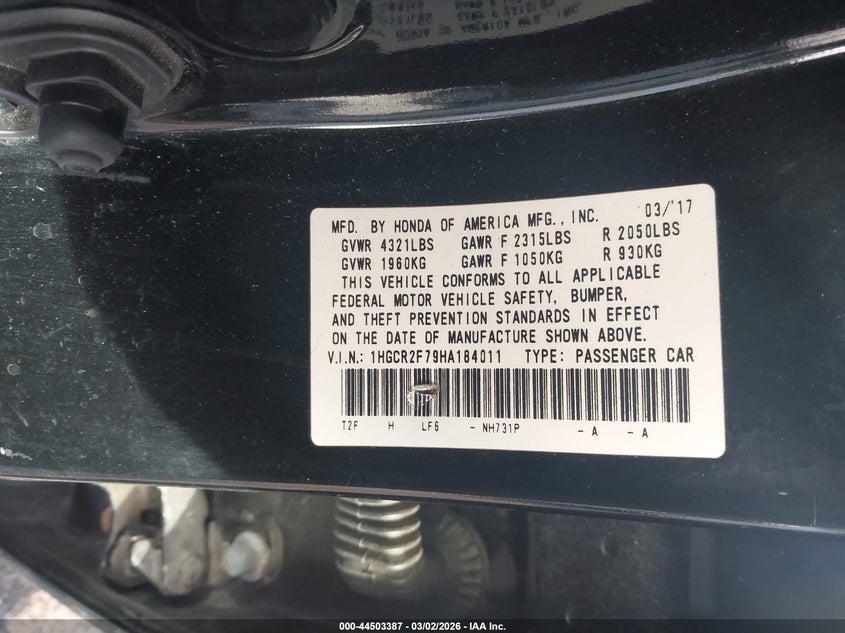 MFD. BY HONDA OF AMERICA MFG., INC. 03/'17
GVWR 4321LBS GAWR F 2315LBS R 2050LBS
GVWR 1960KG GAWR F 1050KG R 930KG
THIS VEHICLE CONFORMS TO ALL APPLICABLE
FEDERAL MOTOR VEHICLE SAFETY, BUMPER,
AND THEFT PREVENTION STANDARDS IN EFFECT
ON THE DATE OF MANUFACTURE SHOWN ABOVE.
V.I.N.: 1HGCR2F79HA184011 TYPE: PASSENGER CAR
T2F H LF6 - NH731P - A - A
000-44503387 - 03/02/2026 - IAA Inc.